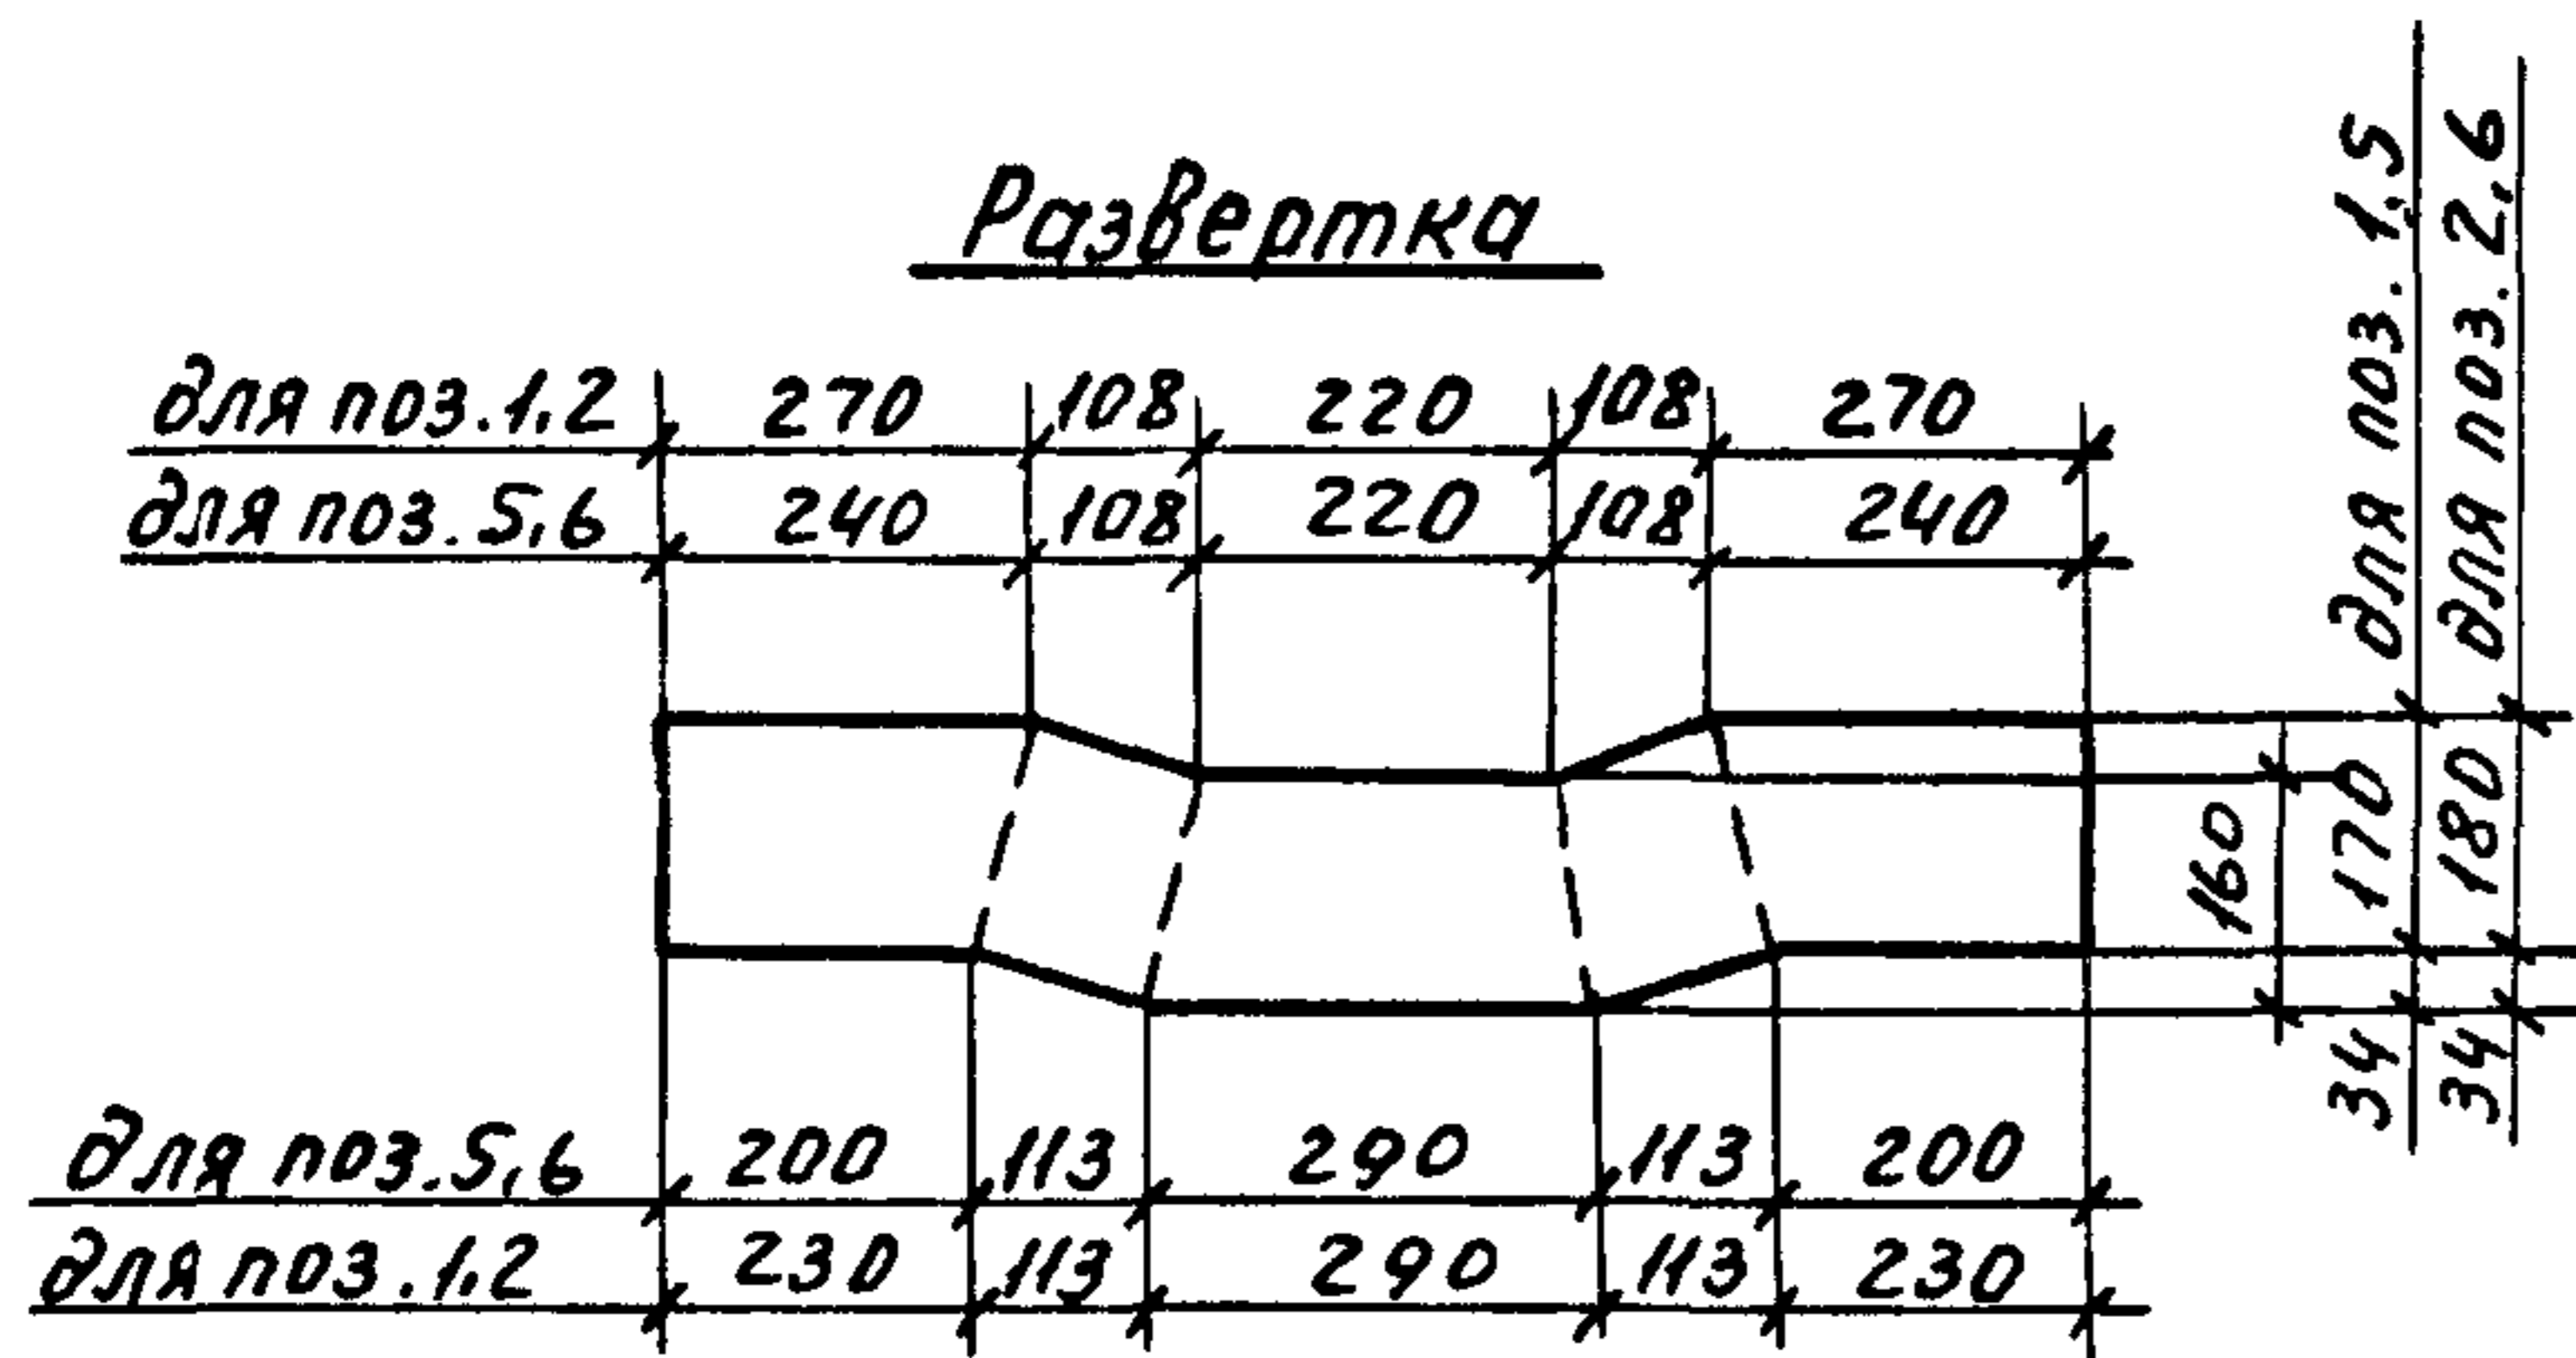 Развертка
для поз. 1,2 270 108 220 108 270
для поз. 5,6 240 108 220 108 240
для поз. 1,5
170
34
для поз. 2,6
180
34
160
для поз. 5,6 200 113 290 113 200
для поз. 1,2 230 113 290 113 230